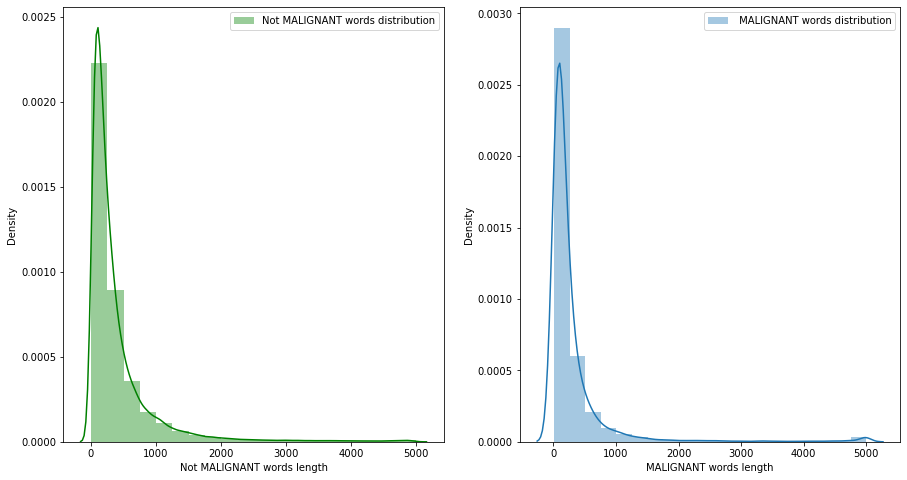 Not MALIGNANT words distribution
0.0025
0.0020
0.0015
0.0010
0.0005
0.0000
Density
0 1000 2000 3000 4000 5000
Not MALIGNANT words length
MALIGNANT words distribution
0.0030
0.0025
0.0020
0.0015
0.0010
0.0005
0.0000
Density
0 1000 2000 3000 4000 5000
MALIGNANT words length